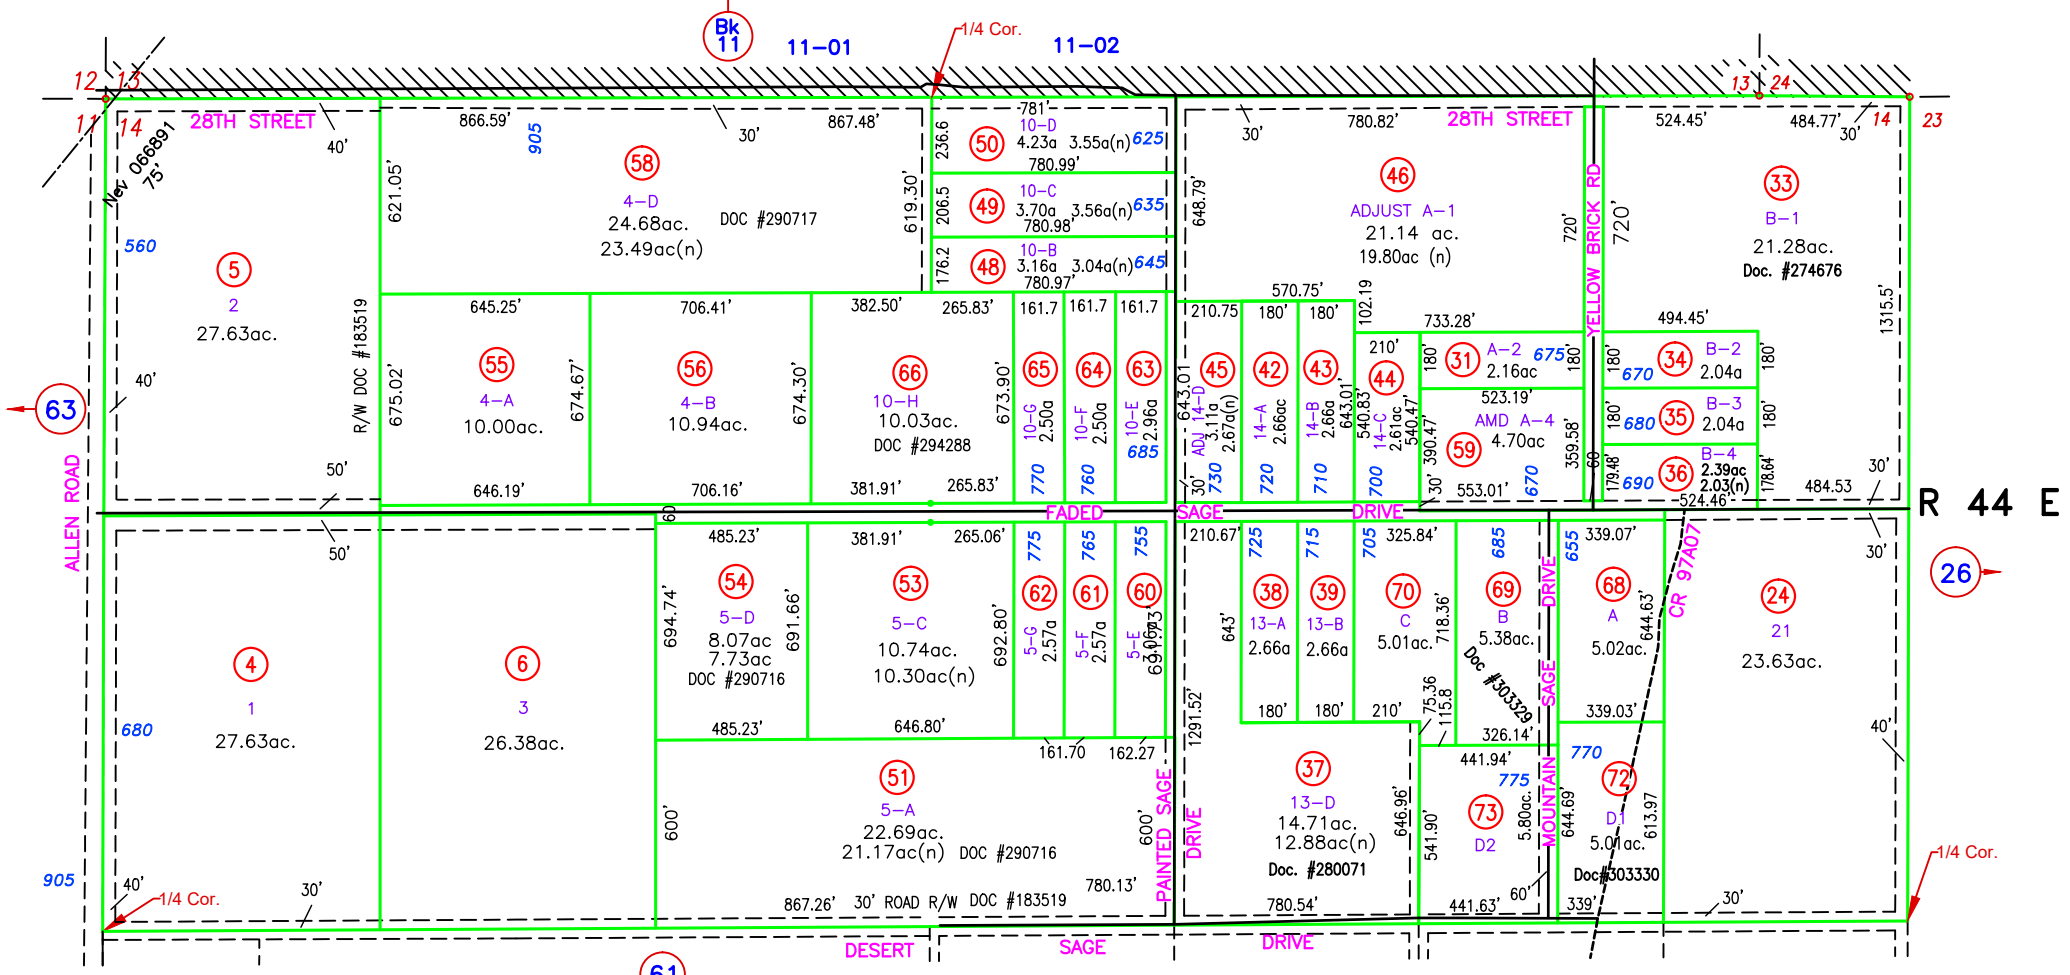 Bk
11
11-01
11-02
1/4 Cor.
12
13
11
14
Nev 066891
75'
28TH STREET
40'
866.59'
905
30'
867.48'
781'
30'
780.82'
28TH STREET
13
24
524.45'
484.77'
30'
14
23
58
4-D
24.68ac.
23.49ac(n)
DOC #290717
621.05'
619.30'
236.6
50
10-D
4.23a
3.55a(n)
625
780.99'
206.5
49
10-C
3.70a
3.56a(n)
635
780.98'
176.2
48
10-B
3.16a
3.04a(n)
645
780.97'
648.79'
46
ADJUST A-1
21.14 ac.
19.80ac (n)
720'
YELLOW BRICK RD
720'
33
B-1
21.28ac.
Doc. #274676
1315.5'
560
5
2
27.63ac.
40'
50'
R/W DOC #183519
63
ALLEN ROAD
645.25'
706.41'
382.50'
265.83'
161.7
161.7
161.7
210.75
570.75'
180'
180'
102.19
733.28'
494.45'
675.02'
55
4-A
10.00ac.
674.67'
56
4-B
10.94ac.
674.30'
66
10-H
10.03ac.
DOC #294288
673.90'
65
10-G
2.50a
770
64
10-F
2.50a
760
63
10-E
2.96a
685
643.01
45
ADJ 14-D
3.11a
2.67a(n)
730
30'
42
14-A
2.66ac
720
43
14-B
2.66a
643.01'
710
210'
44
540.83'
14-C
2.61ac
540.47'
700
180'
31
A-2
2.16ac
675
180'
523.19'
390.47'
AMD A-4
4.70ac
59
359.58'
60
553.01'
670
30'
180'
34
B-2
2.04a
670
180'
180'
35
B-3
2.04a
680
180'
179.48'
36
B-4
2.39ac
2.03(n)
690
178.64'
484.53
30'
524.46'
646.19'
706.16'
381.91'
265.83'
60
FADED
SAGE
DRIVE
R 44 E
50'
485.23'
381.91'
265.06'
210.67'
325.84'
339.07'
30'
26
4
1
27.63ac.
680
6
3
26.38ac.
694.74'
54
5-D
8.07ac
7.73ac
DOC #290716
485.23'
691.66'
53
5-C
10.74ac.
10.30ac(n)
646.80'
692.80'
775
62
5-G
2.57a
765
61
5-F
2.57a
755
60
5-E
161.70
162.27
643'
725
38
13-A
2.66a
180'
715
39
13-B
2.66a
180'
705
70
C
5.01ac.
210'
718.36'
75.36
115.8
685
69
B
5.38ac.
Doc #303329
326.14'
MOUNTAIN SAGE DRIVE
655
68
A
5.02ac.
644.63'
339.03'
CR 97A07
24
21
23.63ac.
40'
1291.52'
51
5-A
22.69ac.
21.17ac(n)
DOC #290716
600'
600'
PAINTED SAGE
DRIVE
37
13-D
14.71ac.
12.88ac(n)
Doc. #280071
646.96'
441.94'
775
73
D2
5.80ac.
541.90'
770
72
D1
5.01ac.
Doc#303330
644.69'
613.97
905
40'
1/4 Cor.
30'
867.26'
30' ROAD R/W
DOC #183519
780.13'
780.54'
441.63'
60'
339'
30'
1/4 Cor.
DESERT
SAGE
DRIVE
61